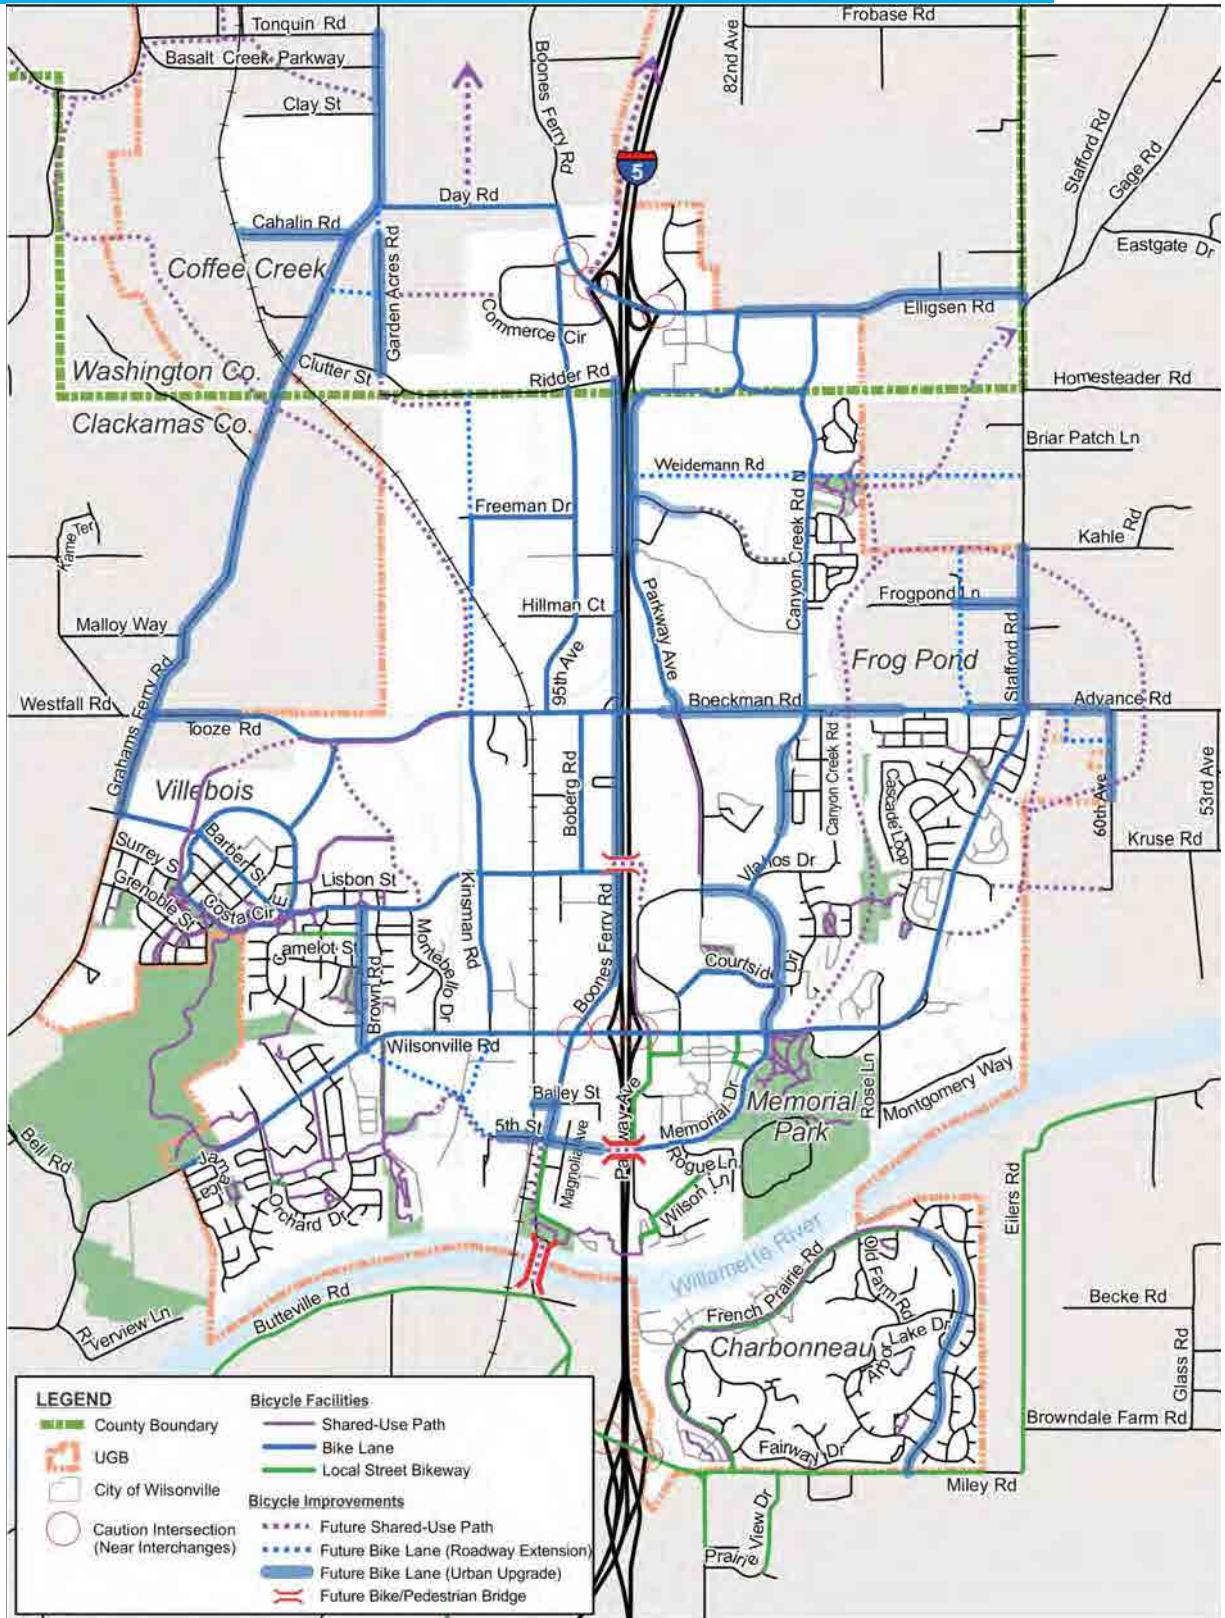 Tonquin Rd
Basalt Creek Parkway
Clay St
Boones Ferry Rd
82nd Ave
Frobase Rd
Stafford Rd
Gage Rd
Eastgate Dr
5
Day Rd
Cahalin Rd
Coffee Creek
Garden Acres Rd
Commerce Cir
Elligsen Rd
Washington Co.
Clutter St
Ridder Rd
Homesteader Rd
Clackamas Co.
Briar Patch Ln
Weidemann Rd
Canyon Creek Rd N
Freeman Dr
Kame Ter
Kahle Rd
Hillman Ct
Parkway Ave
Frogpond Ln
Malloy Way
95th Ave
Frog Pond
Stafford Rd
Grahams Ferry Rd
Westfall Rd
Tooze Rd
Boeckman Rd
Advance Rd
Villebois
Boberg Rd
Canyon Creek Rd S
Cascade Loop
60th Ave
53rd Ave
Kruse Rd
Surrey S
Barber St
Grenoble St
Costa Cir
E
Lisbon St
Kinsman Rd
Vlahos Dr
Camelot St
Brown Rd
Montebello Dr
Boones Ferry Rd
Courtside Dr
Wilsonville Rd
Bailey St
Parkway Ave
Memorial Dr
Memorial
Park
Rose Ln
Montgomery Way
5th St
Magnolia Ave
Rogue Ln
Wilson Ln
Bell Rd
Jamaica
Orchard Dr
Eilers Rd
Willamette River
Butteville Rd
Riverview Ln
French Prairie Rd
Old Farm Rd
Becke Rd
Charbonneau
Arbor Lake Dr
Glass Rd
Fairway Dr
Browndale Farm Rd
Miley Rd
Prairie View Dr
LEGEND
County Boundary
UGB
City of Wilsonville
Caution Intersection
(Near Interchanges)
Bicycle Facilities
Shared-Use Path
Bike Lane
Local Street Bikeway
Bicycle Improvements
Future Shared-Use Path
Future Bike Lane (Roadway Extension)
Future Bike Lane (Urban Upgrade)
Future Bike/Pedestrian Bridge